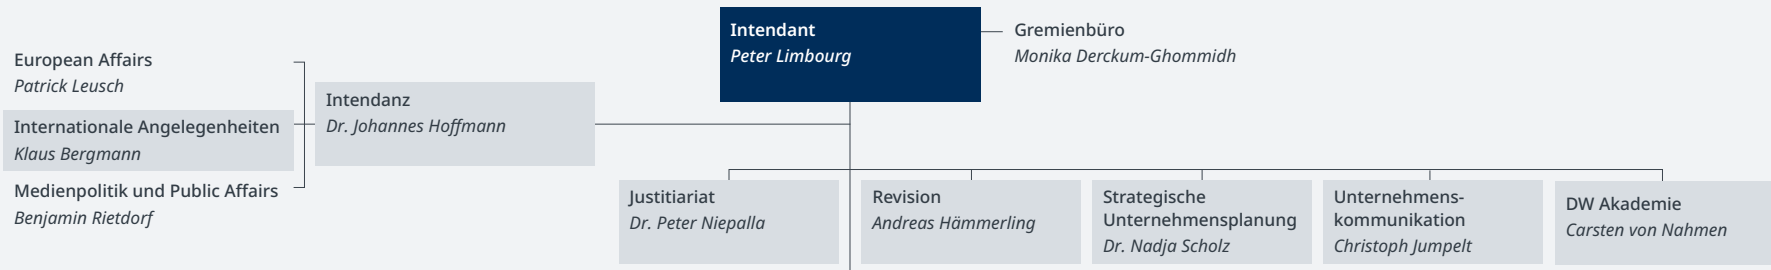 Intendant
Peter Limbourg
Gremienbüro
Monika Derckum-Ghommidh
European Affairs
Patrick Leusch
Internationale Angelegenheiten
Klaus Bergmann
Medienpolitik und Public Affairs
Benjamin Rietdorf
Intendanz
Dr. Johannes Hoffmann
Justitiariat
Dr. Peter Niepalla
Revision
Andreas Hämmerling
Strategische
Unternehmensplanung
Dr. Nadja Scholz
Unternehmens-
kommunikation
Christoph Jumpelt
DW Akademie
Carsten von Nahmen